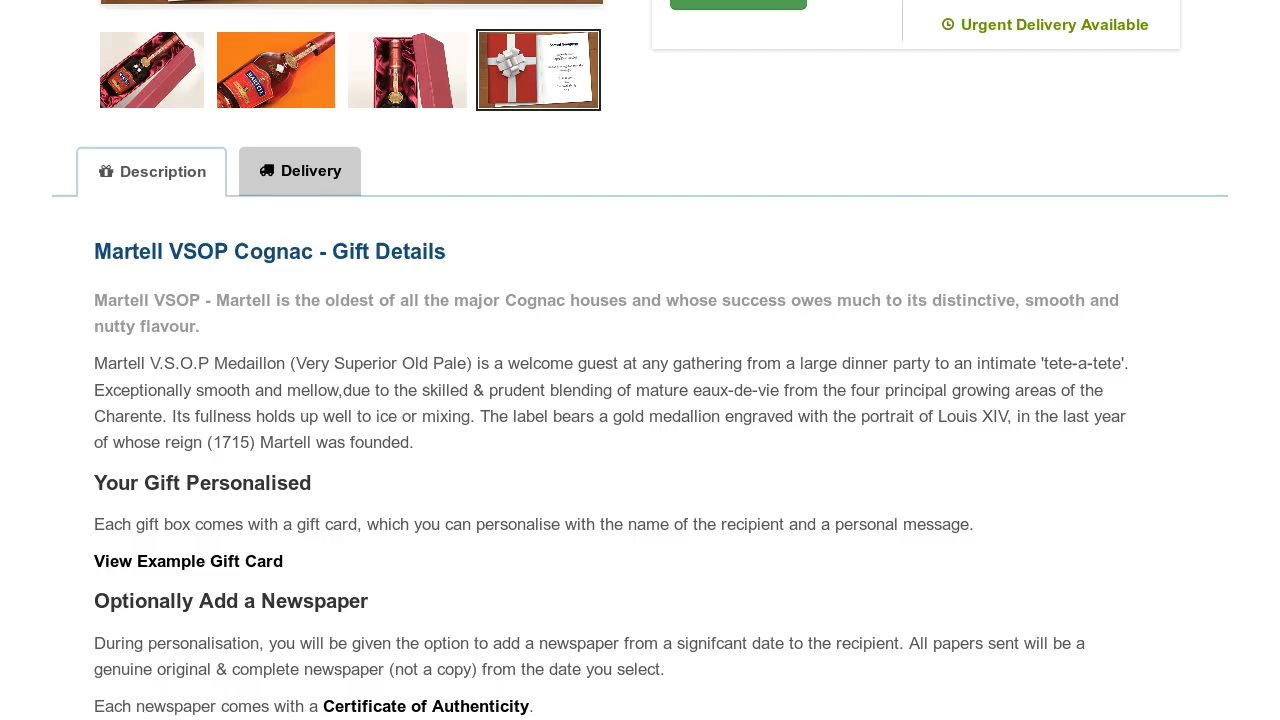 Urgent Delivery Available
MARTELL
Description
Delivery
Martell VSOP Cognac - Gift Details
Martell VSOP - Martell is the oldest of all the major Cognac houses and whose success owes much to its distinctive, smooth and
nutty flavour.
Martell V.S.O.P Medaillon (Very Superior Old Pale) is a welcome guest at any gathering from a large dinner party to an intimate 'tete-a-tete'.
Exceptionally smooth and mellow,due to the skilled & prudent blending of mature eaux-de-vie from the four principal growing areas of the
Charente. Its fullness holds up well to ice or mixing. The label bears a gold medallion engraved with the portrait of Louis XIV, in the last year
of whose reign (1715) Martell was founded.
Your Gift Personalised
Each gift box comes with a gift card, which you can personalise with the name of the recipient and a personal message.
View Example Gift Card
Optionally Add a Newspaper
During personalisation, you will be given the option to add a newspaper from a signifcant date to the recipient. All papers sent will be a
genuine original & complete newspaper (not a copy) from the date you select.
Each newspaper comes with a Certificate of Authenticity.